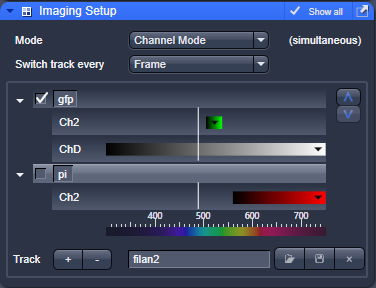 Imaging Setup Show all
Mode Channel Mode (simultaneous)
Switch track every Frame
gfp
Ch2
ChD
pi
Ch2
400 500 600 700
Track + - filan2